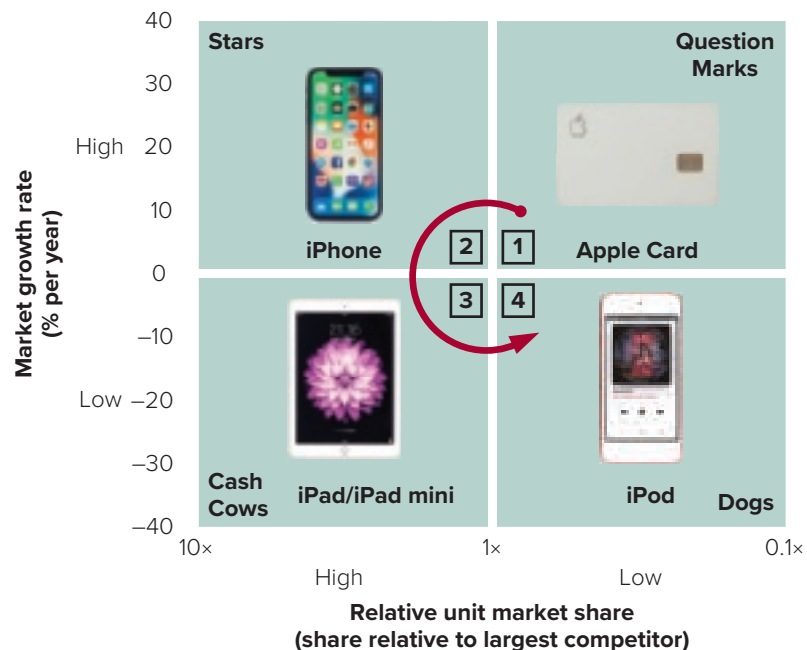 40
30
High 20
10
0
–10
Low –20
–30
–40
Market growth rate
(% per year)
Stars
Question
Marks
iPhone
2
1
Apple Card
3
4
Cash
Cows
iPad/iPad mini
iPod
Dogs
10×
1×
0.1×
High
Low
Relative unit market share
(share relative to largest competitor)